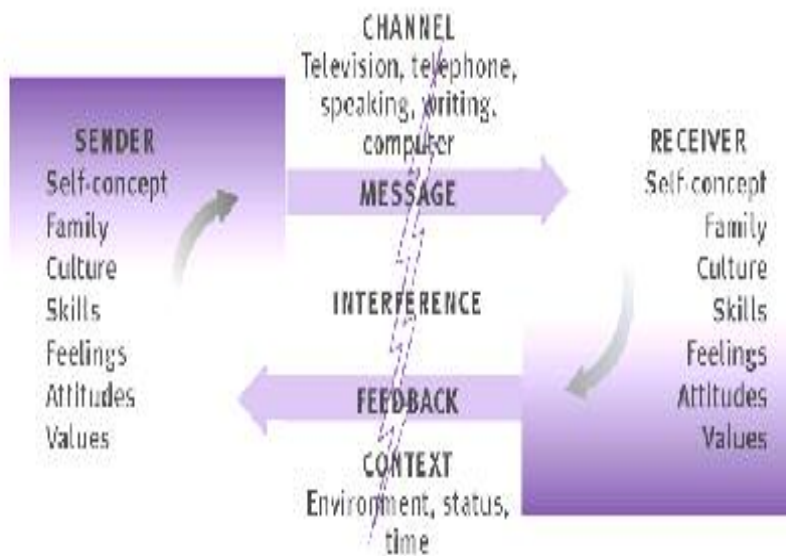 CHANNEL
Television, telephone,
speaking, writing,
computer
SENDER
Self-concept
Family
Culture
Skills
Feelings
Attitudes
Values
MESSAGE
INTERFERENCE
FEEDBACK
CONTEXT
Environment, status,
time
RECEIVER
Self-concept
Family
Culture
Skills
Feelings
Attitudes
Values